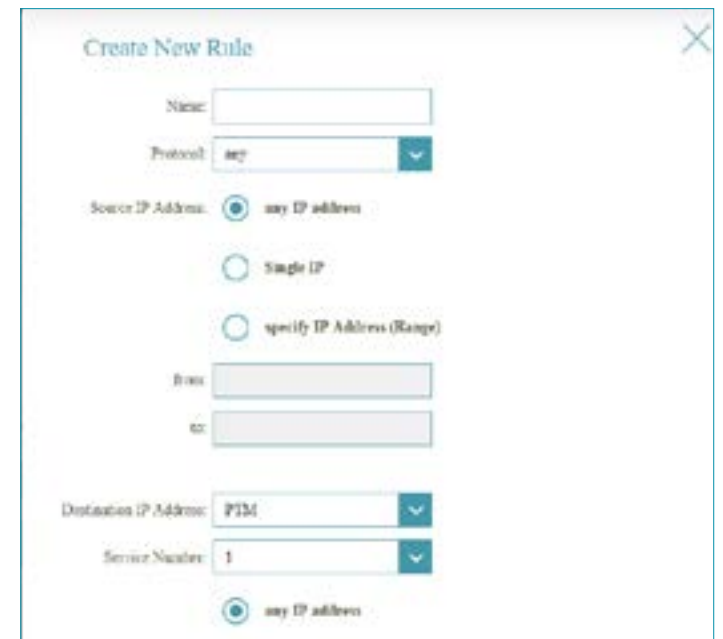 Create New Rule
Name:
Protocol: any
Source IP Address: any IP address
Single IP
specify IP Address (Range)
from:
to:
Destination IP Address: PTM
Service Number: 1
any IP address